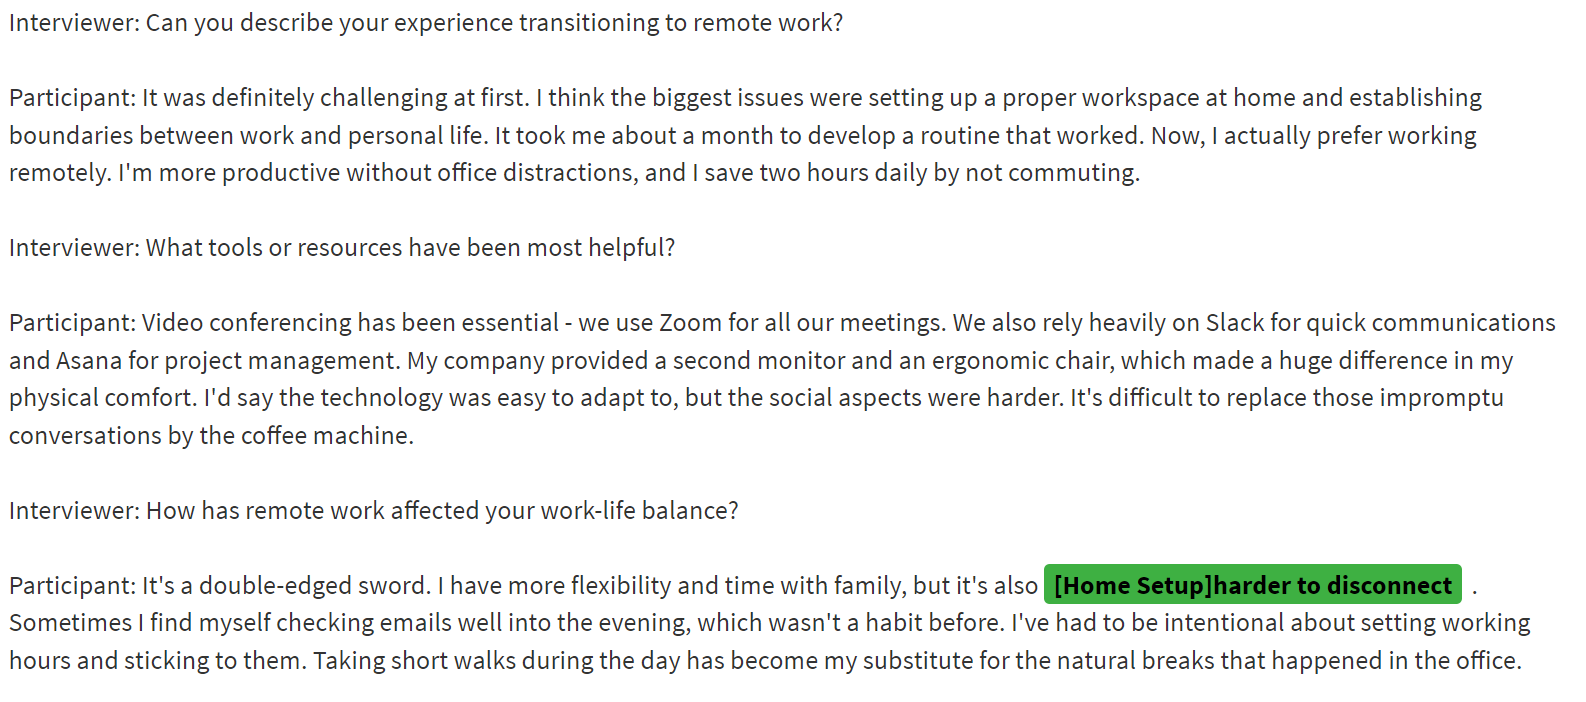 Interviewer: Can you describe your experience transitioning to remote work?
Participant: It was definitely challenging at first. I think the biggest issues were setting up a proper workspace at home and establishing
boundaries between work and personal life. It took me about a month to develop a routine that worked. Now, I actually prefer working
remotely. I'm more productive without office distractions, and I save two hours daily by not commuting.
Interviewer: What tools or resources have been most helpful?
Participant: Video conferencing has been essential - we use Zoom for all our meetings. We also rely heavily on Slack for quick communications
and Asana for project management. My company provided a second monitor and an ergonomic chair, which made a huge difference in my
physical comfort. I'd say the technology was easy to adapt to, but the social aspects were harder. It's difficult to replace those impromptu
conversations by the coffee machine.
Interviewer: How has remote work affected your work-life balance?
Participant: It's a double-edged sword. I have more flexibility and time with family, but it's also [Home Setup]harder to disconnect .
Sometimes I find myself checking emails well into the evening, which wasn't a habit before. I've had to be intentional about setting working
hours and sticking to them. Taking short walks during the day has become my substitute for the natural breaks that happened in the office.